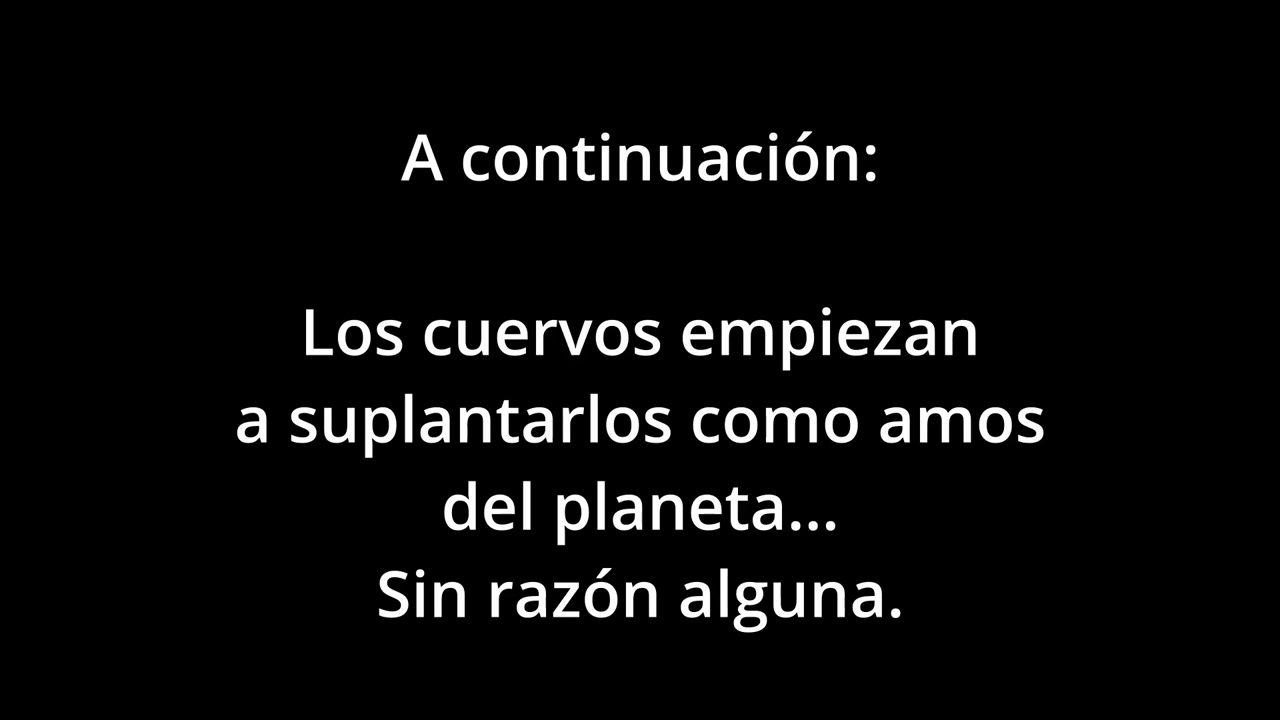 A continuación:
Los cuervos empiezan
a suplantarlos como amos
del planeta...
Sin razón alguna.